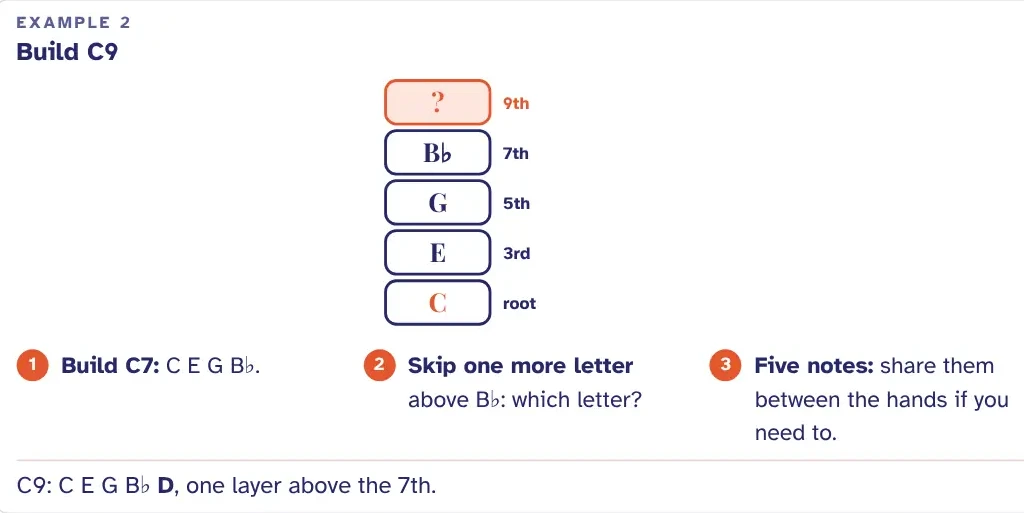 EXAMPLE 2
Build C9
? 9th
B♭ 7th
G 5th
E 3rd
C root
1 Build C7: C E G B♭.
2 Skip one more letter
above B♭: which letter?
3 Five notes: share them
between the hands if you
need to.
C9: C E G B♭ D, one layer above the 7th.